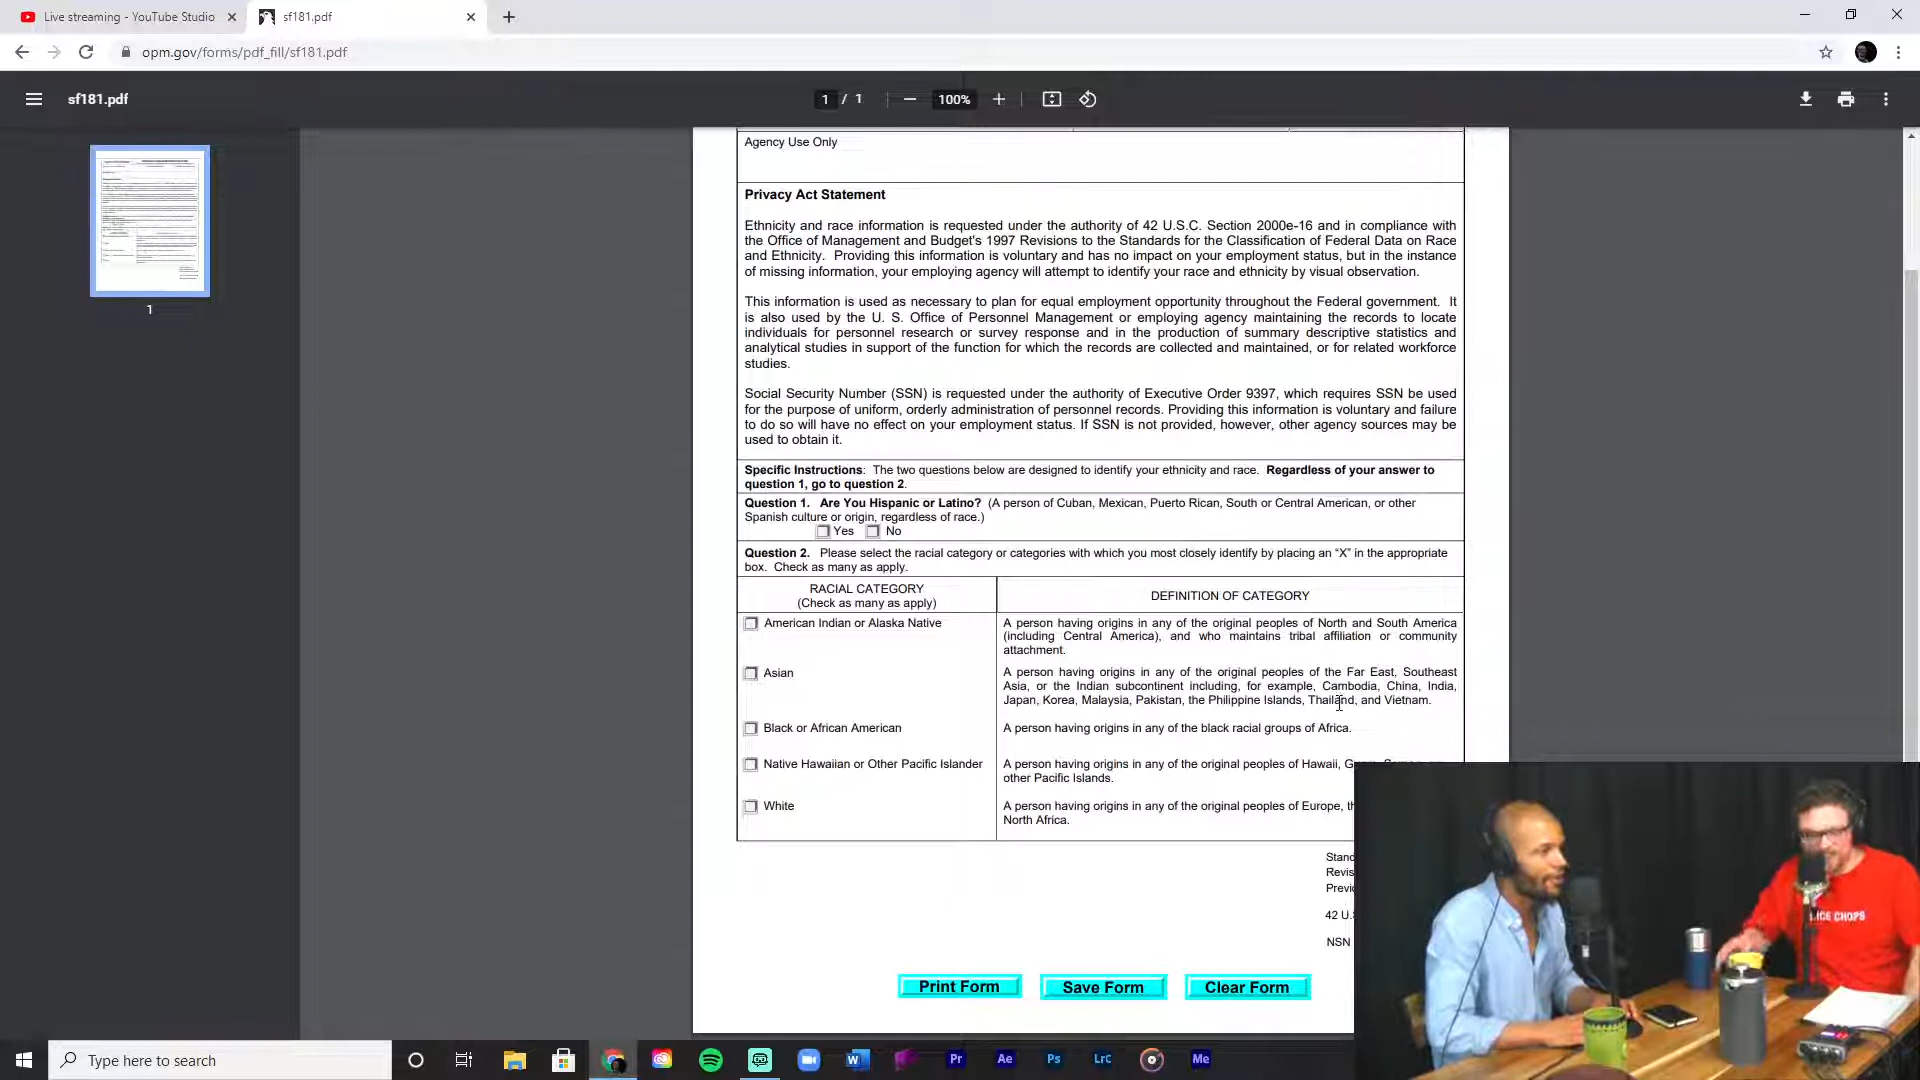 Live streaming - YouTube Studio
sf181.pdf
opm.gov/forms/pdf_fill/sf181.pdf
sf181.pdf
1 / 1
100%
1
Agency Use Only
Privacy Act Statement
Ethnicity and race information is requested under the authority of 42 U.S.C. Section 2000e-16 and in compliance with
the Office of Management and Budget's 1997 Revisions to the Standards for the Classification of Federal Data on Race
and Ethnicity. Providing this information is voluntary and has no impact on your employment status, but in the instance
of missing information, your employing agency will attempt to identify your race and ethnicity by visual observation.
This information is used as necessary to plan for equal employment opportunity throughout the Federal government. It
is also used by the U. S. Office of Personnel Management or employing agency maintaining the records to locate
individuals for personnel research or survey response and in the production of summary descriptive statistics and
analytical studies in support of the function for which the records are collected and maintained, or for related workforce
studies.
Social Security Number (SSN) is requested under the authority of Executive Order 9397, which requires SSN be used
for the purpose of uniform, orderly administration of personnel records. Providing this information is voluntary and failure
to do so will have no effect on your employment status. If SSN is not provided, however, other agency sources may be
used to obtain it.
Specific Instructions: The two questions below are designed to identify your ethnicity and race. Regardless of your answer to
question 1, go to question 2.
Question 1. Are You Hispanic or Latino? (A person of Cuban, Mexican, Puerto Rican, South or Central American, or other
Spanish culture or origin, regardless of race.)
Yes No
Question 2. Please select the racial category or categories with which you most closely identify by placing an “X” in the appropriate
box. Check as many as apply.
RACIAL CATEGORY
(Check as many as apply)
DEFINITION OF CATEGORY
American Indian or Alaska Native
A person having origins in any of the original peoples of North and South America
(including Central America), and who maintains tribal affiliation or community
attachment.
Asian
A person having origins in any of the original peoples of the Far East, Southeast
Asia, or the Indian subcontinent including, for example, Cambodia, China, India,
Japan, Korea, Malaysia, Pakistan, the Philippine Islands, Thailand, and Vietnam.
Black or African American
A person having origins in any of the black racial groups of Africa.
Native Hawaiian or Other Pacific Islander
A person having origins in any of the original peoples of Hawaii,
other Pacific Islands.
White
A person having origins in any of the original peoples of Europe,
North Africa.
42
NSN
Print Form
Save Form
Clear Form
CHOPS
Type here to search
W
Pr
Ae
Ps
LrC
Me